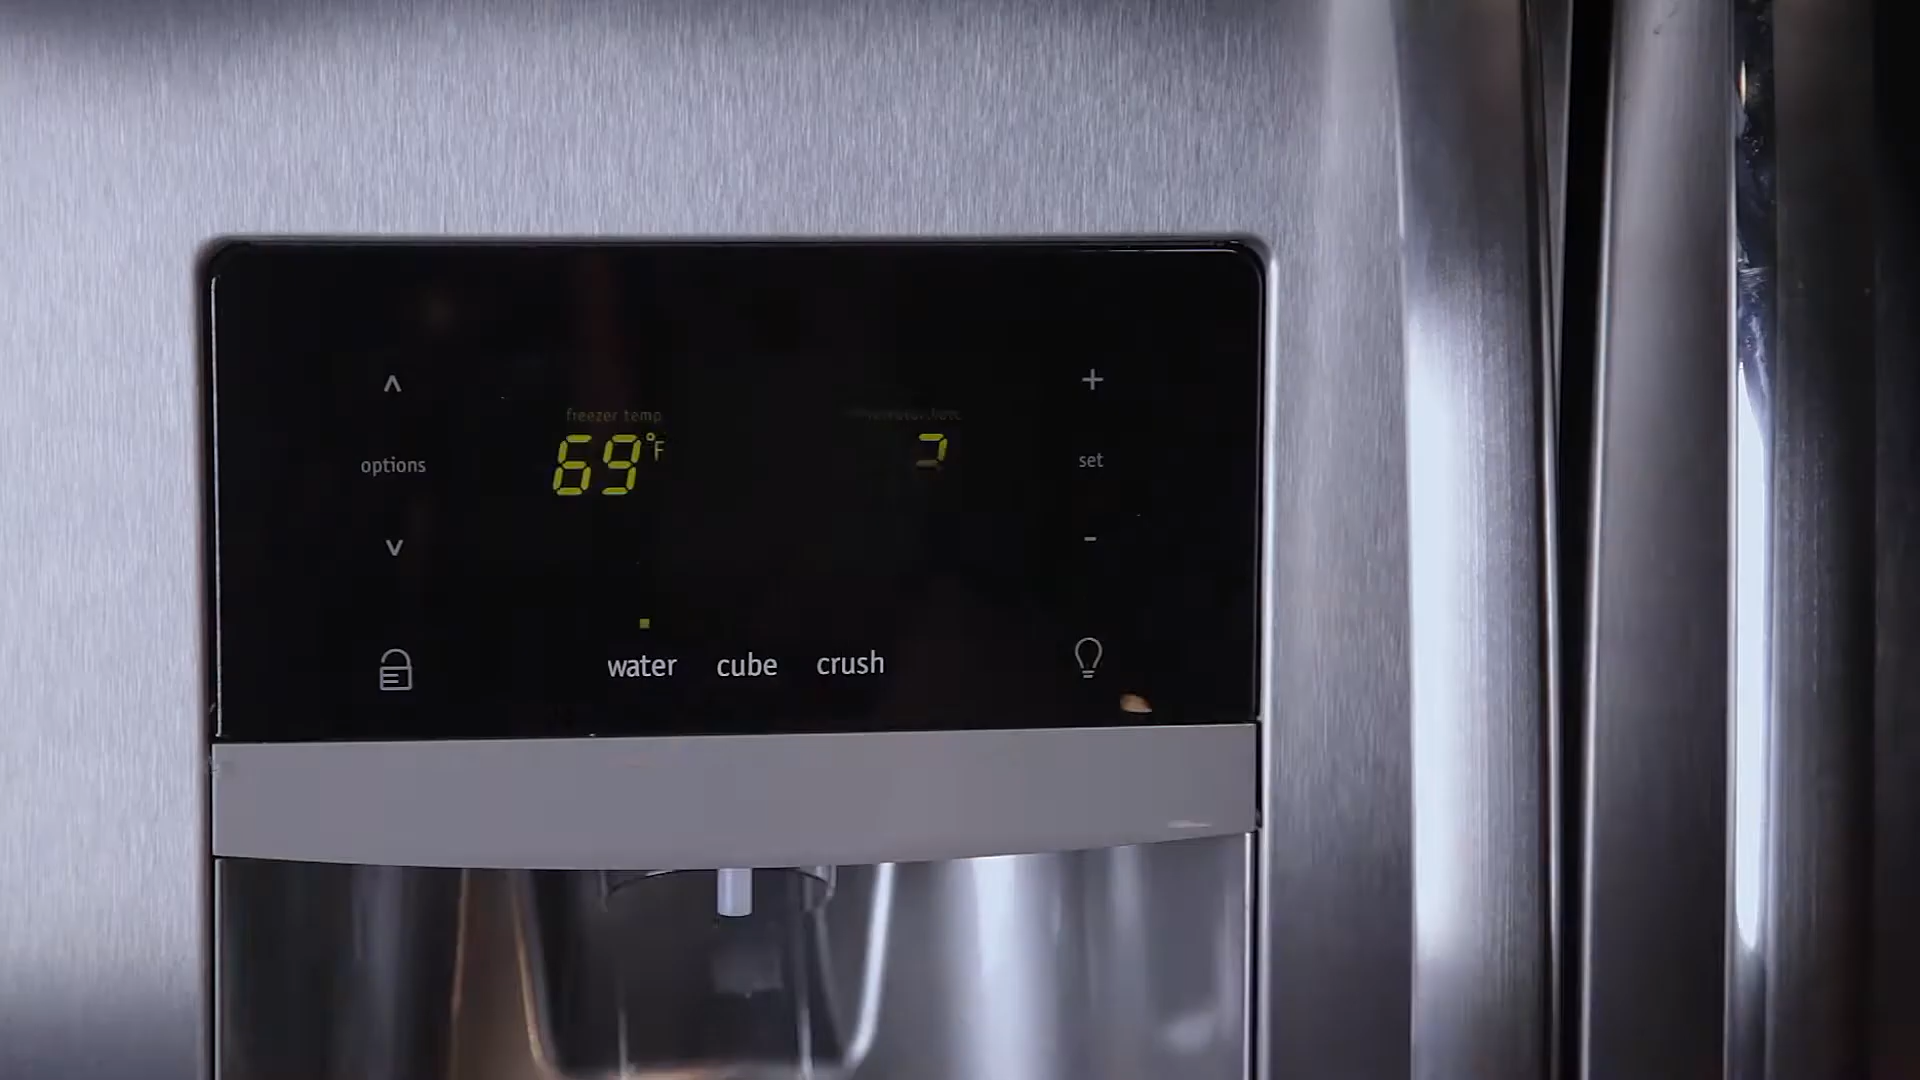 ^
+
freezer temp
69°F
options
set
v
-
water cube crush